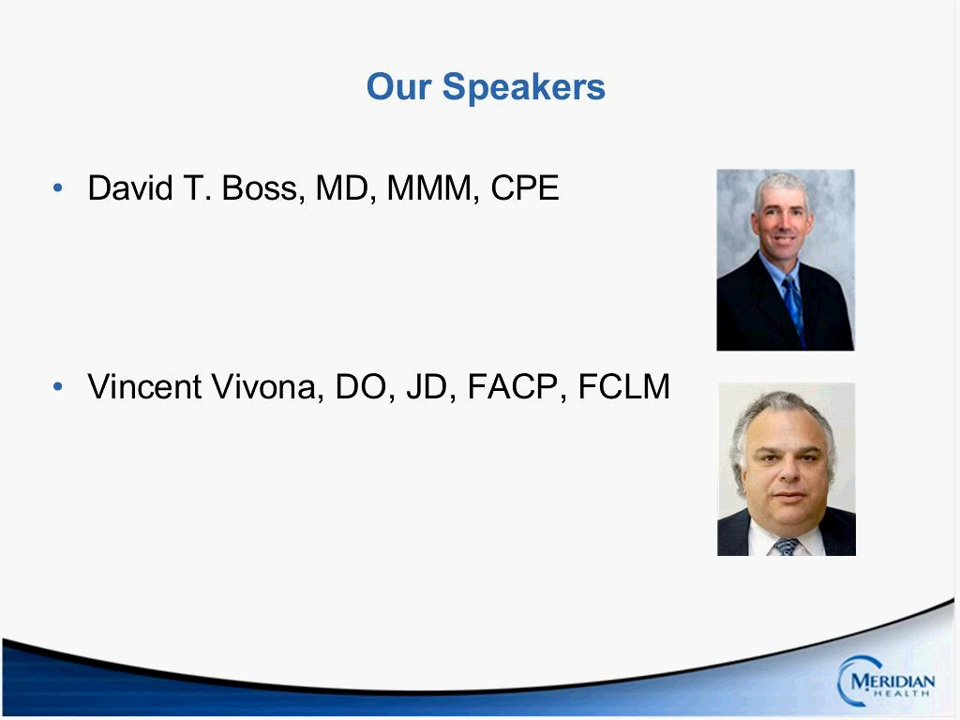 Our Speakers
• David T. Boss, MD, MMM, CPE
• Vincent Vivona, DO, JD, FACP, FCLM
MERIDIAN
HEALTH